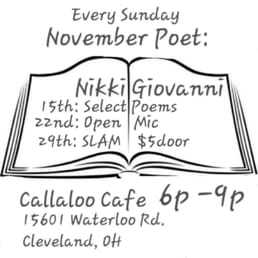 Every Sunday
November Poet:
Nikki Giovanni
15th: Select Poems
22nd: Open Mic
29th: SLAM $5door
Callaloo Cafe 6p -9p
15601 Waterloo Rd.
Cleveland, OH